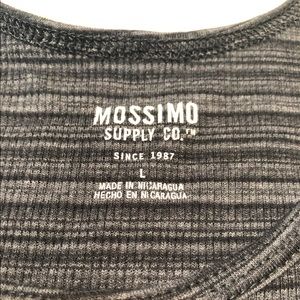 MOSSIMO
SUPPLY CO.™
SINCE 1987
L
MADE IN NICARAGUA
HECHO EN NICARAGUA